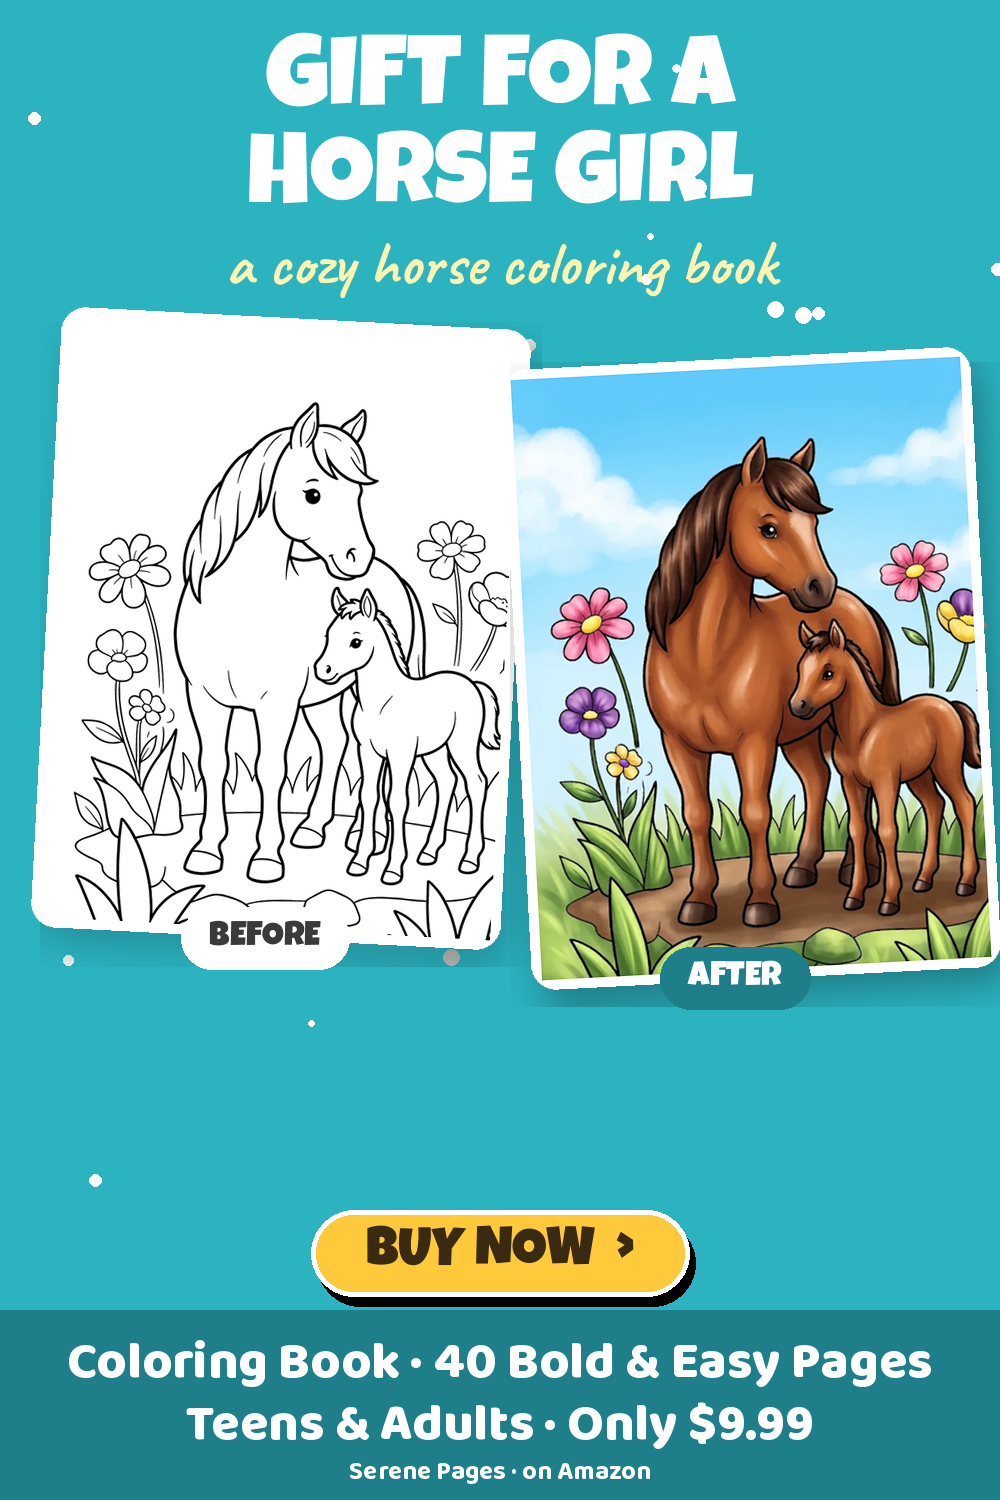 GIFT FOR A
HORSE GIRL
a cozy horse coloring book
BEFORE
AFTER
BUY NOW ›
Coloring Book · 40 Bold & Easy Pages
Teens & Adults · Only $9.99
Serene Pages · on Amazon